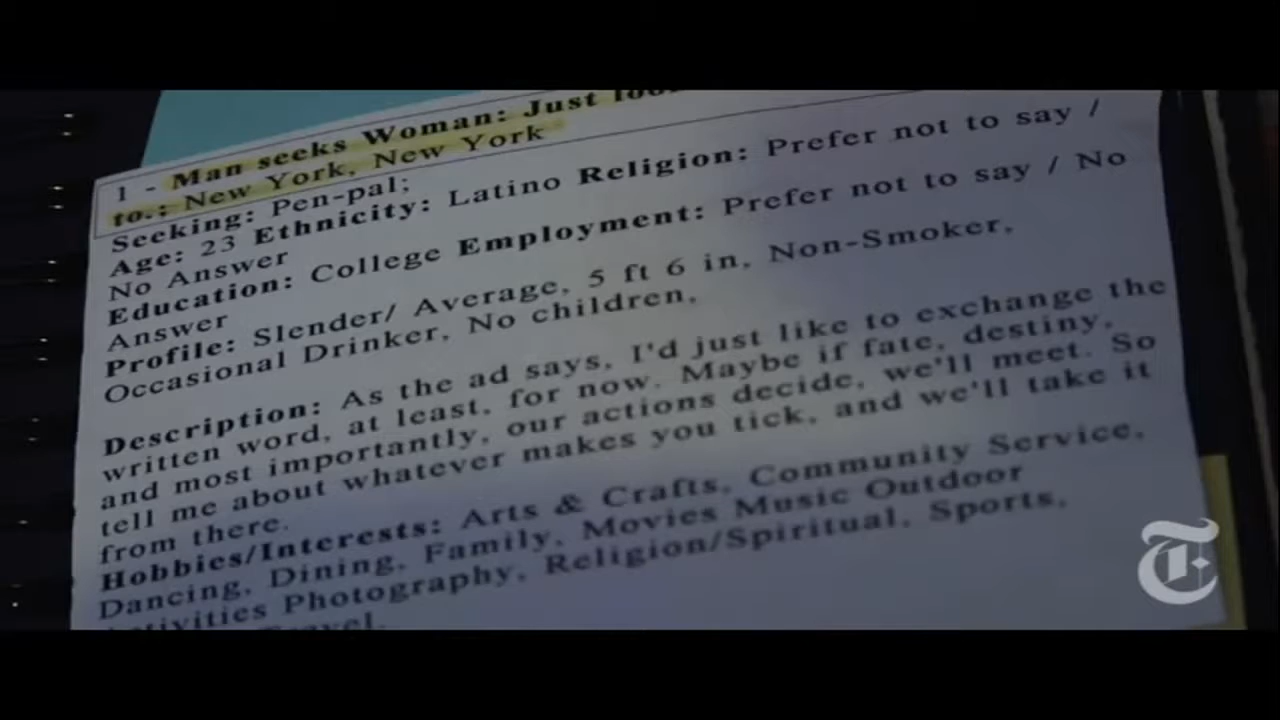 1 - Man seeks Woman: Just
to.: New York, New York
Seeking: Pen-pal;
Age: 23 Ethnicity: Latino Religion: Prefer not to say /
No Answer
Education: College Employment: Prefer not to say / No
Answer
Profile: Slender/ Average, 5 ft 6 in, Non-Smoker,
Occasional Drinker, No children,
Description: As the ad says, I'd just like to exchange the
written word, at least, for now. Maybe if fate, destiny,
and most importantly, our actions decide, we'll meet. So
tell me about whatever makes you tick, and we'll take it
from there.
Hobbies/Interests: Arts & Crafts, Community Service,
Dancing, Dining, Family, Movies Music Outdoor
Activities Photography, Religion/Spiritual, Sports,
Travel.
T